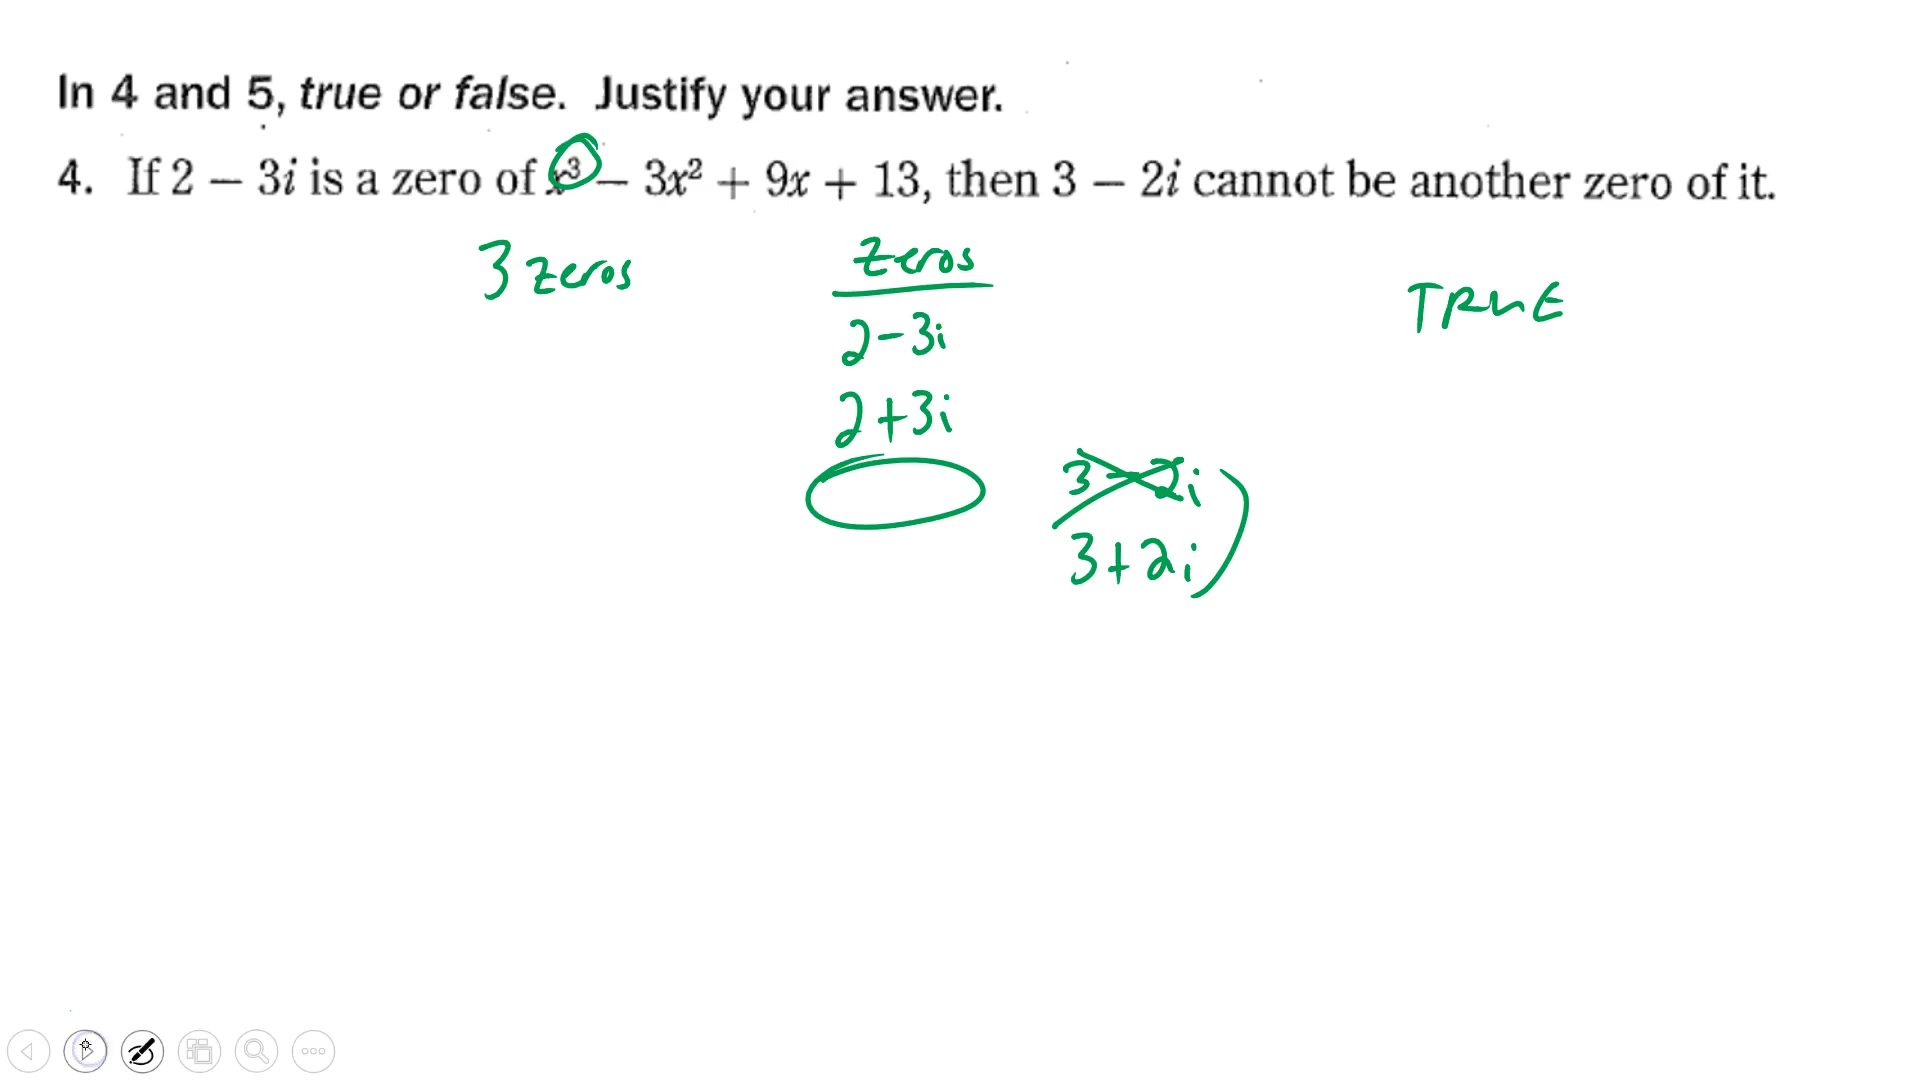 In 4 and 5, true or false. Justify your answer.
4. If 2 – 3i is a zero of x³ – 3x² + 9x + 13, then 3 – 2i cannot be another zero of it.
3 zeros
zeros
2-3i
2+3i
3-2i
3+2i
TRUE